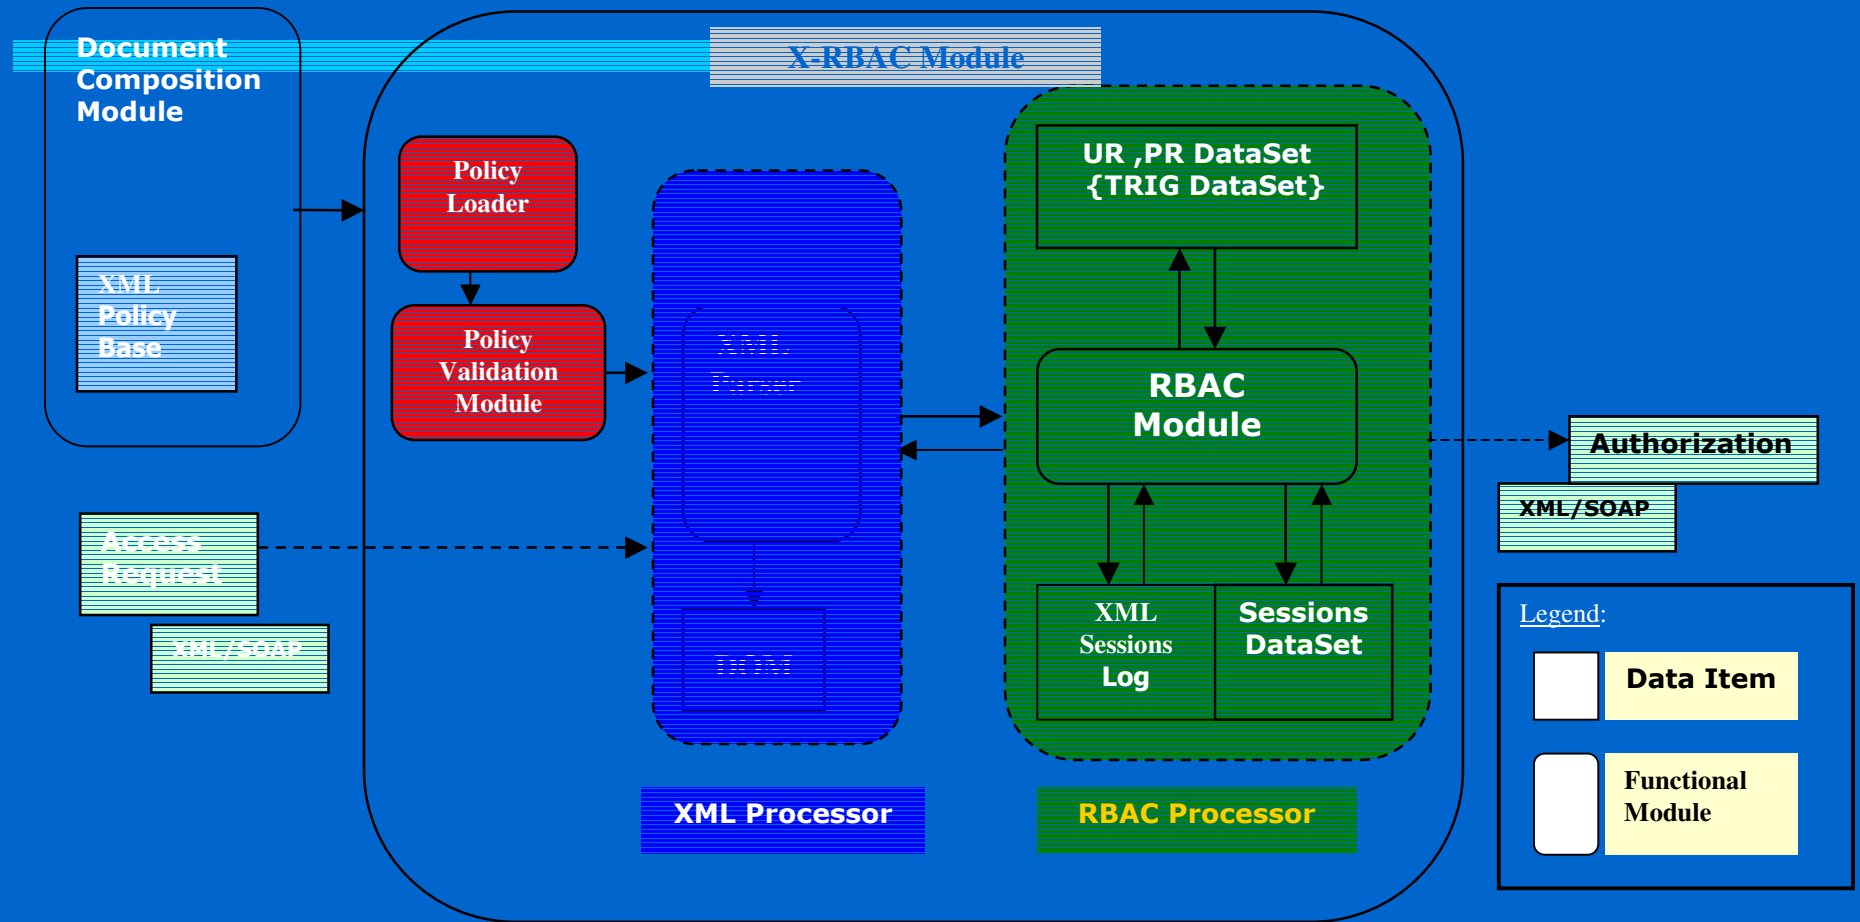 Document
Composition
Module
X-RBAC Module
Policy
Loader
UR ,PR DataSet
{TRIG DataSet}
XML
Policy
Base
Policy
Validation
Module
XML
Parser
RBAC
Module
Authorization
XML/SOAP
Access
Request
XML/SOAP
XML
Sessions
Log
Sessions
DataSet
DOM
Legend:
Data Item
Functional
Module
XML Processor
RBAC Processor